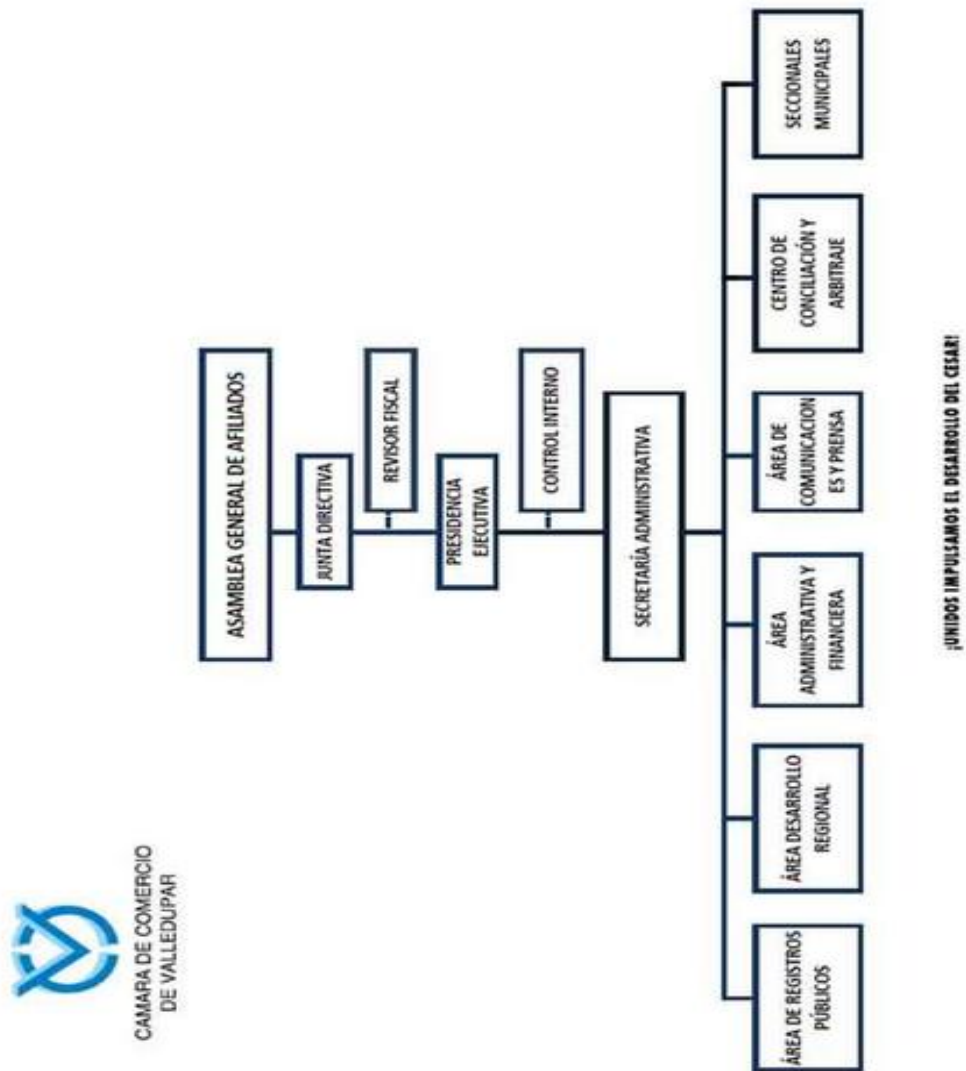 CAMARA DE COMERCIO
DE VALLEDUPAR
ASAMBLEA GENERAL DE AFILIADOS
JUNTA DIRECTIVA
REVISOR FISCAL
PRESIDENCIA
EJECUTIVA
CONTROL INTERNO
SECRETARÍA ADMINISTRATIVA
ÁREA DE REGISTROS
PÚBLICOS
ÁREA DESARROLLO
REGIONAL
ÁREA
ADMINISTRATIVA Y
FINANCIERA
ÁREA DE
COMUNICACION
ES Y PRENSA
CENTRO DE
CONCILIACIÓN Y
ARBITRAJE
SECCIONALES
MUNICIPALES
¡UNIDOS IMPULSAMOS EL DESARROLLO DEL CESAR!